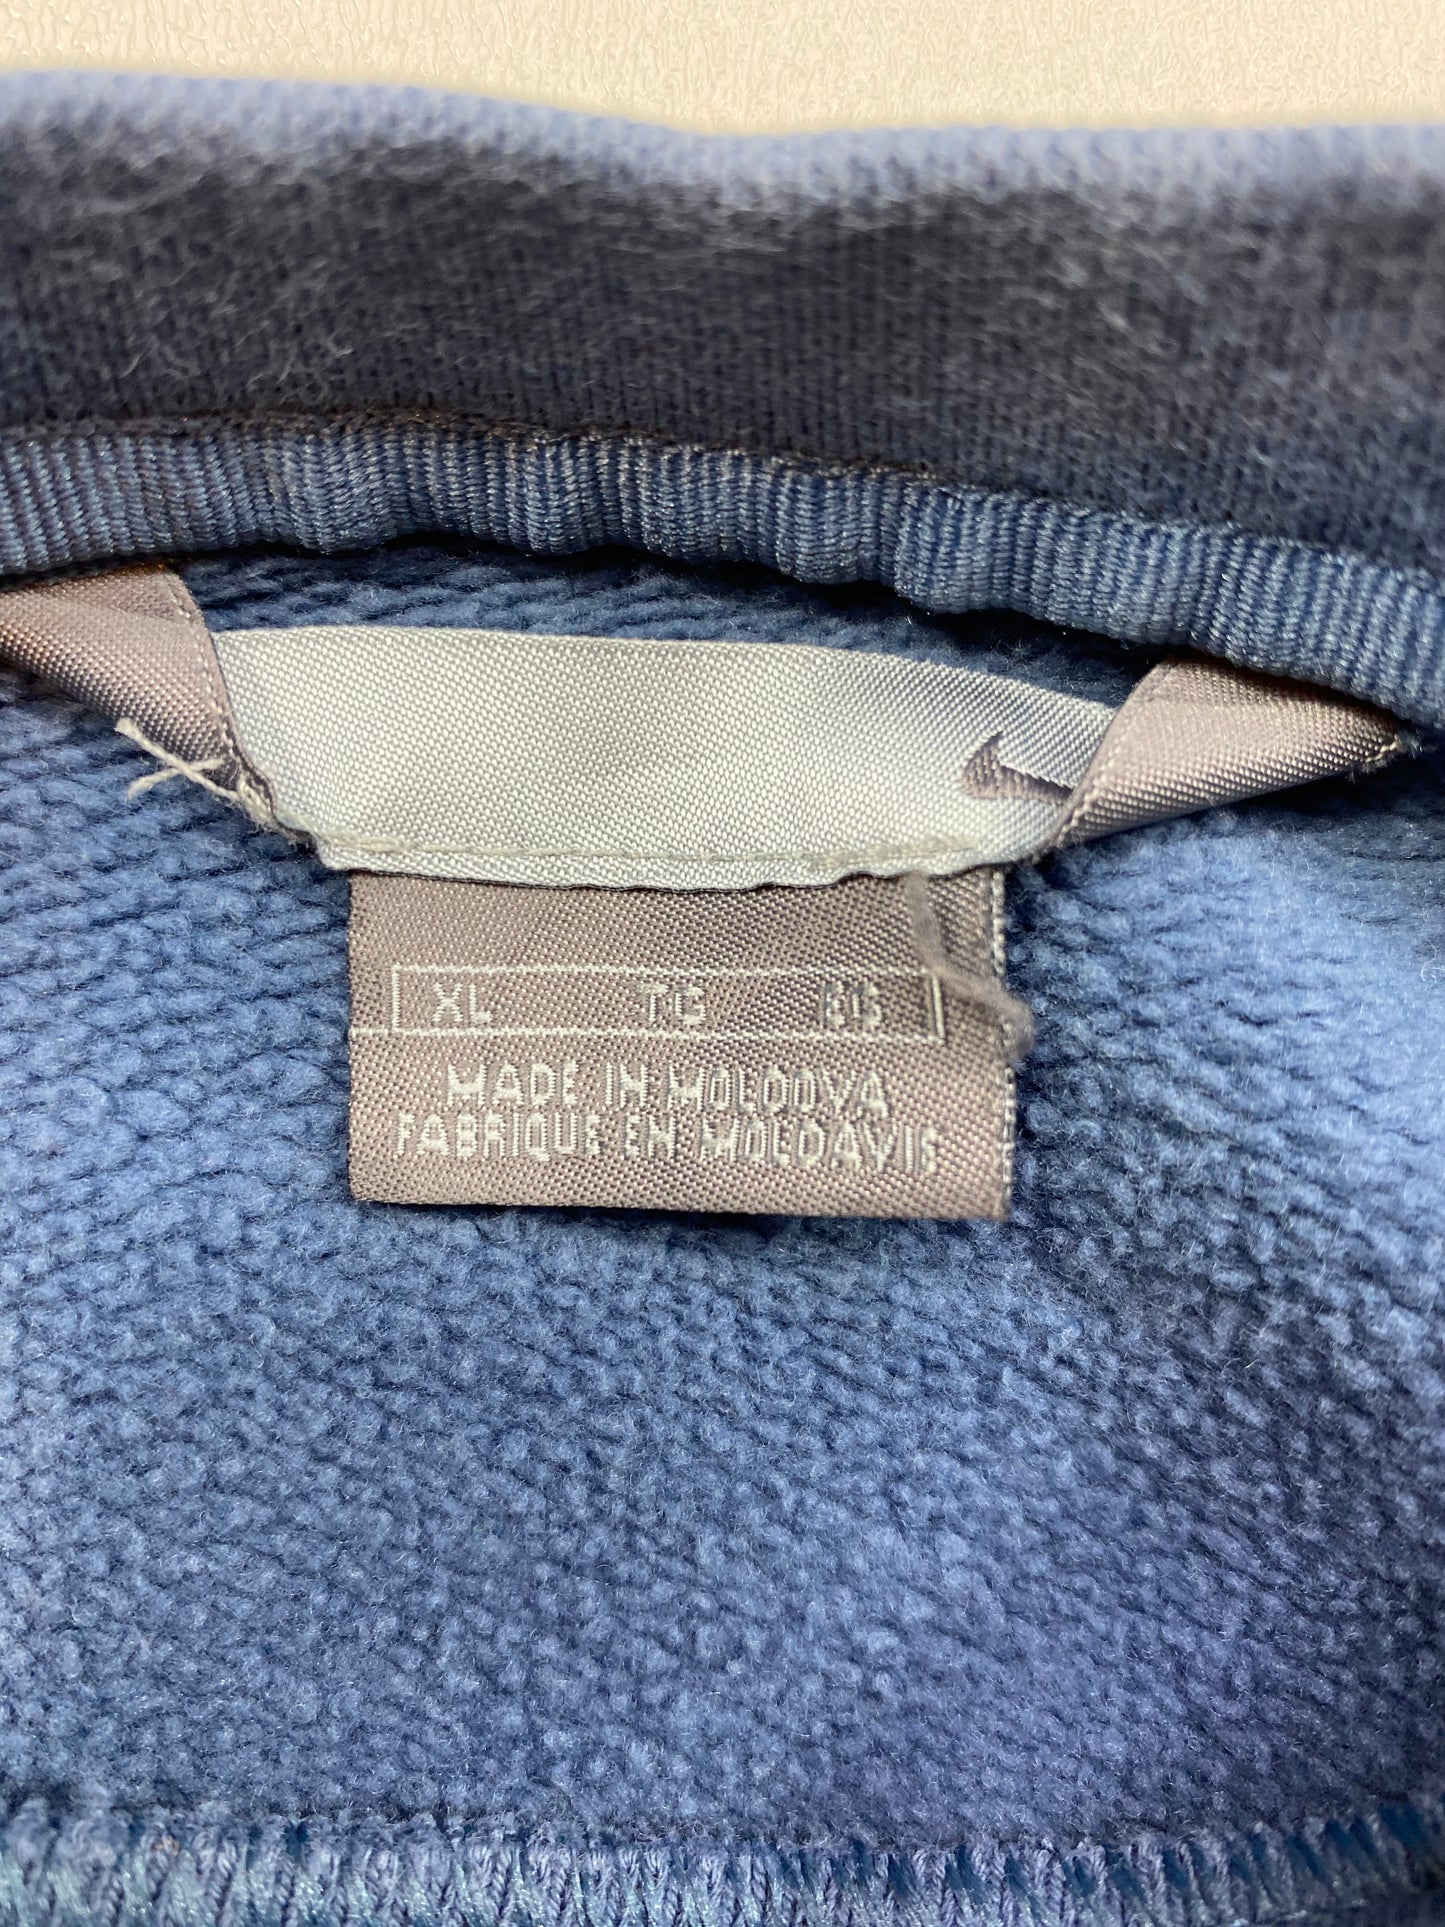 XL TG EG
MADE IN MOLDOVA
FABRIQUE EN MOLDAVIE